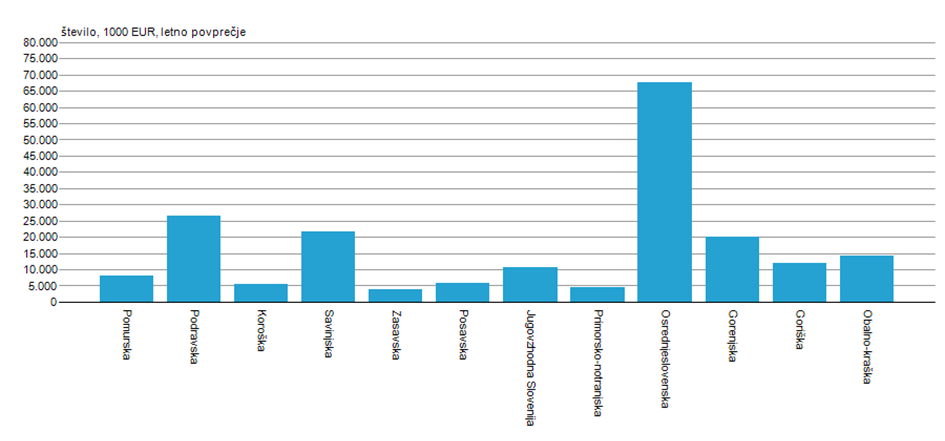 število, 1000 EUR, letno povprečje
80.000
75.000
70.000
65.000
60.000
55.000
50.000
45.000
40.000
35.000
30.000
25.000
20.000
15.000
10.000
5.000
0
Pomurska
Podravska
Koroška
Savinjska
Zasavska
Posavska
Jugovzhodna Slovenija
Primorsko-notranjska
Osrednjeslovenska
Gorenjska
Goriška
Obalno-kraška